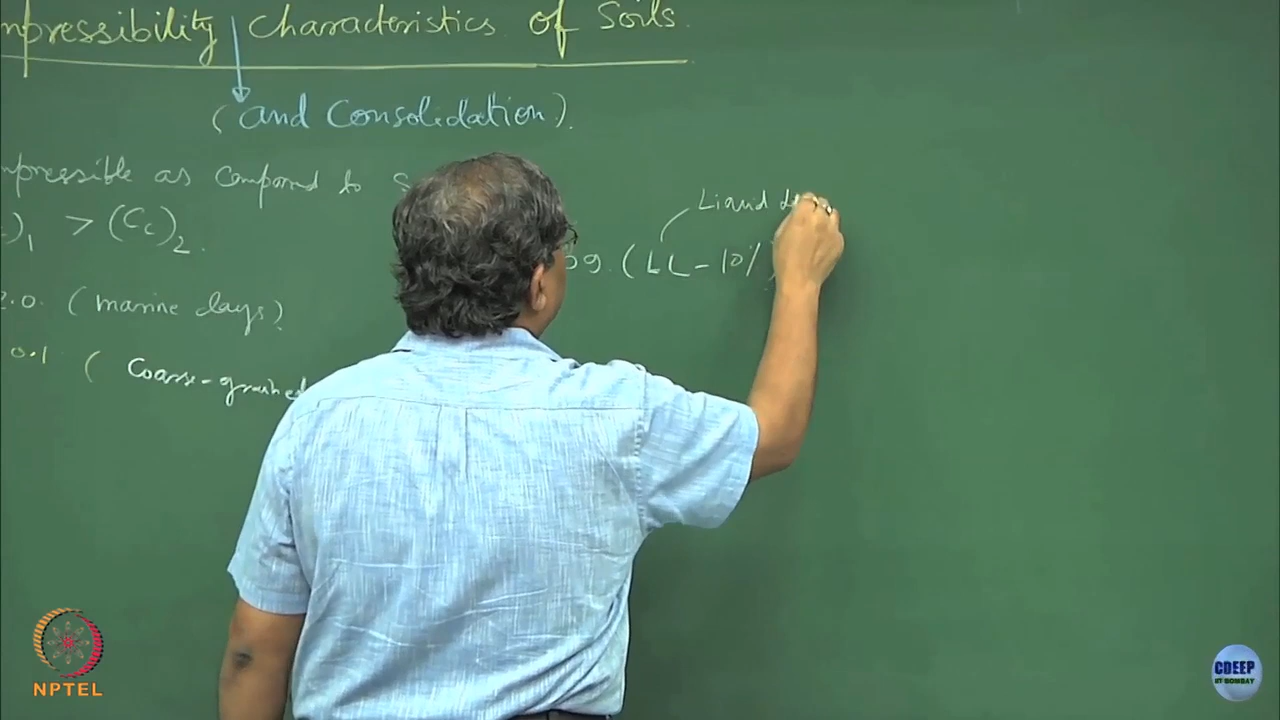 mpressibility Characteristics of Soils.
(and Consolidation).
mpressible as compared to S
)₁ > (Cc)₂.
2.0. (marine clays)
0.1 ( Coarse-grained
Liquid
09. (LL-10%)
NPTEL
CDEEP
IIT BOMBAY